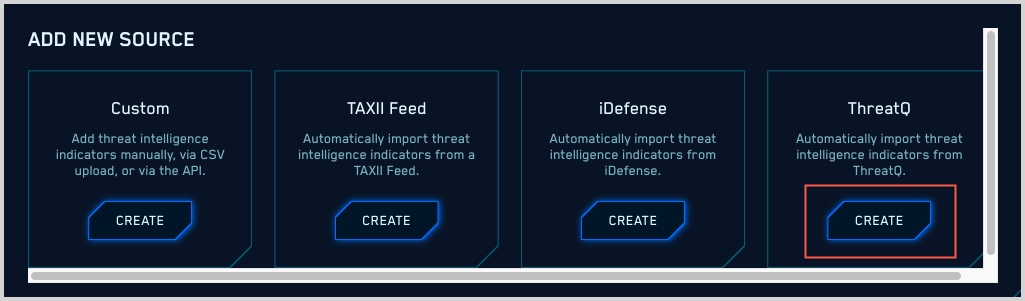 ADD NEW SOURCE
Custom
Add threat intelligence
indicators manually, via CSV
upload, or via the API.
CREATE
TAXII Feed
Automatically import threat
intelligence indicators from a
TAXII Feed.
CREATE
iDefense
Automatically import threat
intelligence indicators from
iDefense.
CREATE
ThreatQ
Automatically import threat
intelligence indicators from
ThreatQ.
CREATE